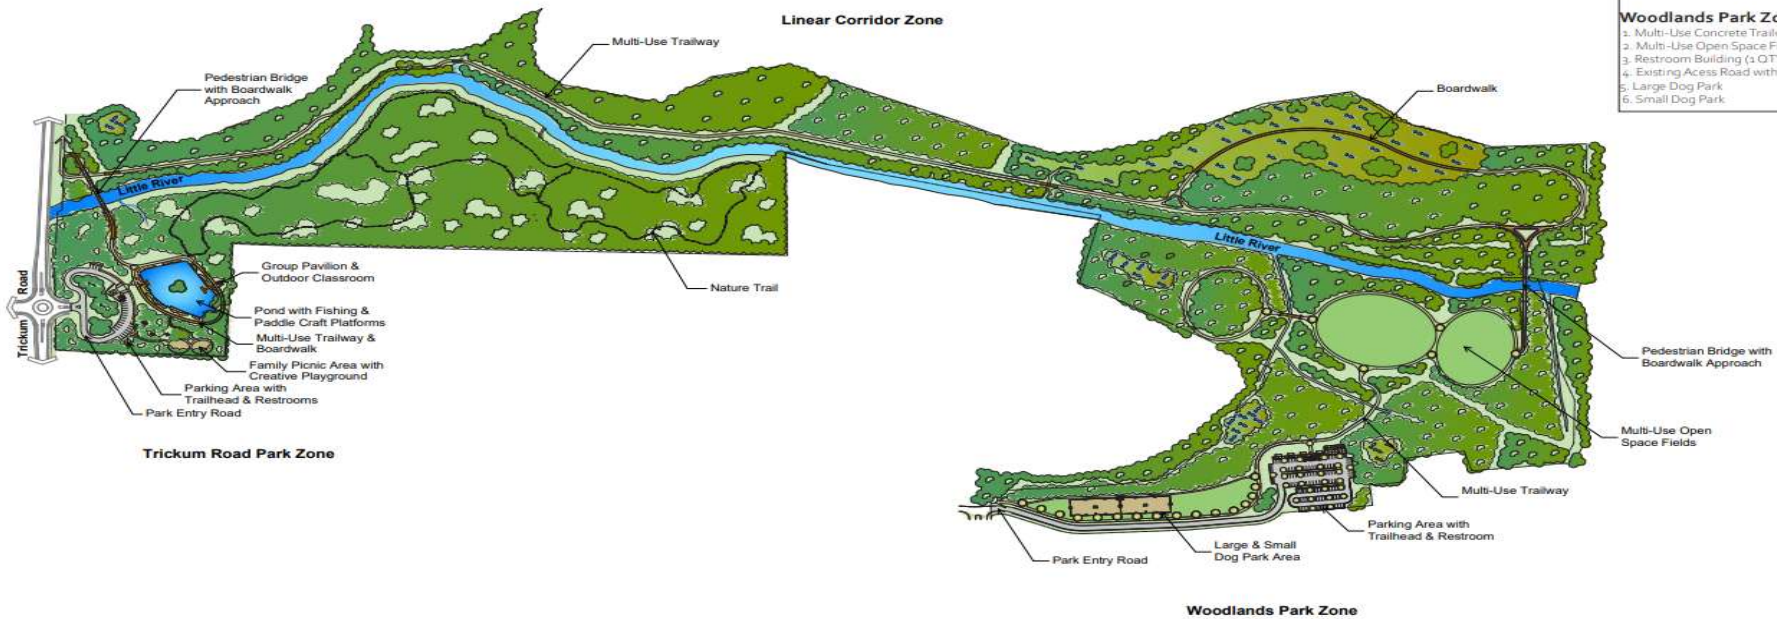 Linear Corridor Zone
Multi-Use Trailway
Pedestrian Bridge
with Boardwalk
Approach
Boardwalk
Woodlands Park
1. Multi-Use Concrete
2. Multi-Use Open Space
3. Restroom Building
4. Existing Acess Road with
5. Large Dog Park
6. Small Dog Park
Little River
Little River
Trickum Road
Group Pavilion &
Outdoor Classroom
Pond with Fishing &
Paddle Craft Platforms
Multi-Use Trailway &
Boardwalk
Family Picnic Area with
Creative Playground
Parking Area with
Trailhead & Restrooms
Park Entry Road
Nature Trail
Trickum Road Park Zone
Pedestrian Bridge with
Boardwalk Approach
Multi-Use Open
Space Fields
Multi-Use Trailway
Parking Area with
Trailhead & Restroom
Large & Small
Dog Park Area
Park Entry Road
Woodlands Park Zone